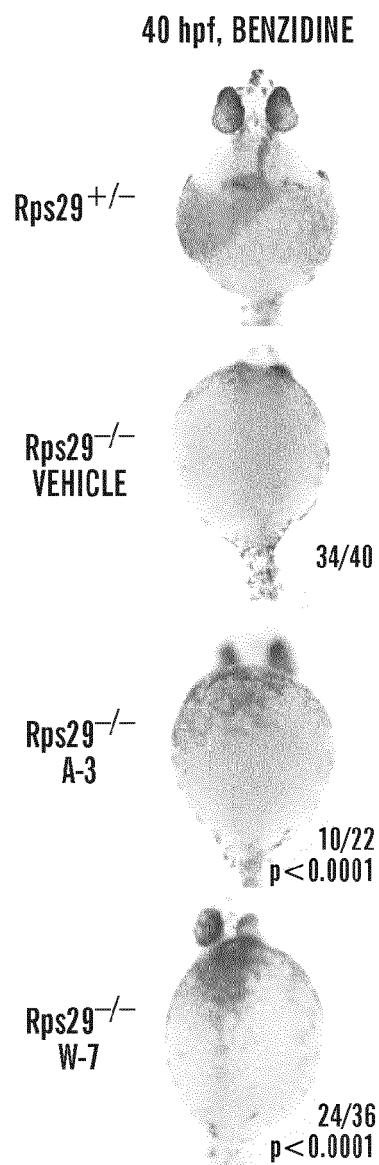 40 hpf, BENZIDINE
Rps29+/−
Rps29−/−
VEHICLE
34/40
Rps29−/−
A-3
10/22
p<0.0001
Rps29−/−
W-7
24/36
p<0.0001